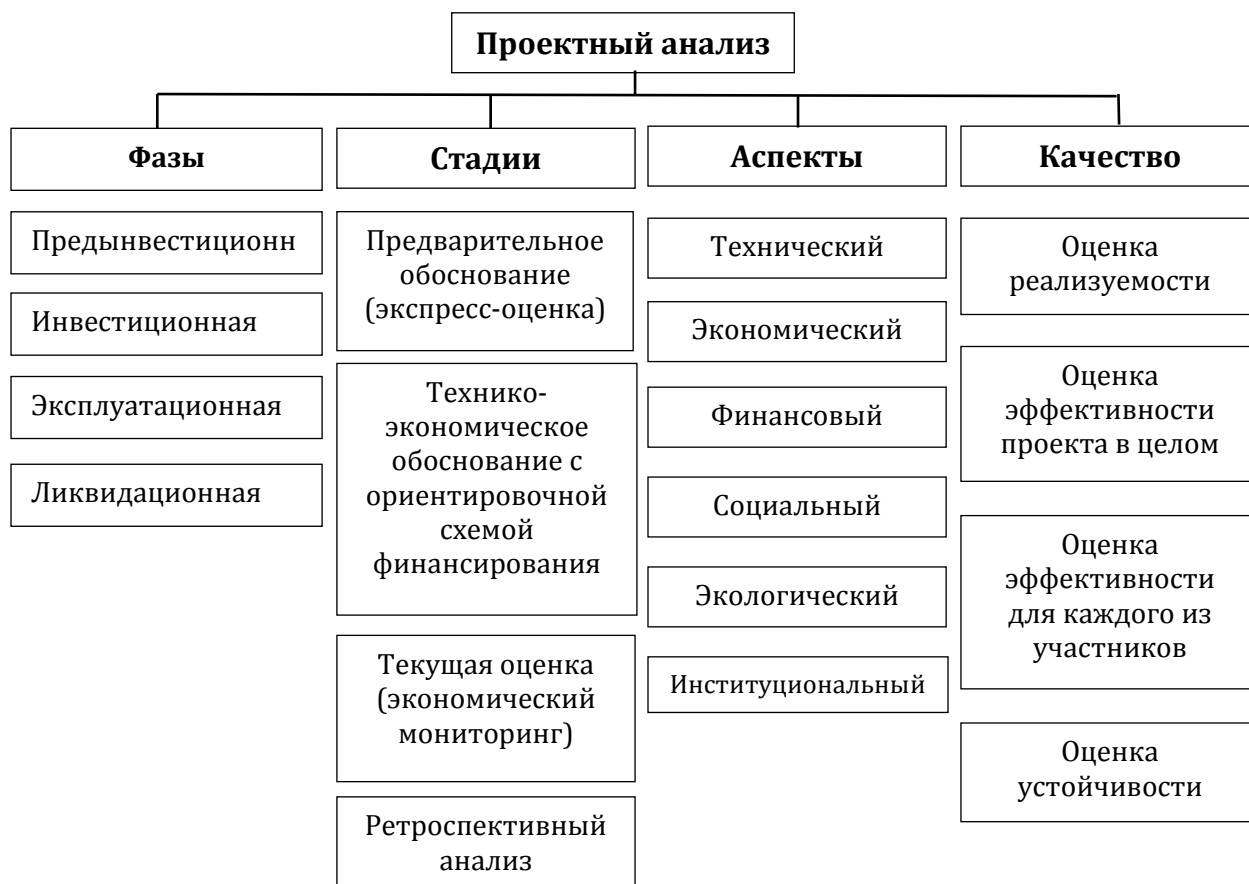 Проектный анализ
Фазы
Стадии
Аспекты
Качество
Предынвестиционн
Инвестиционная
Эксплуатационная
Ликвидационная
Предварительное
обоснование
(экспресс-оценка)
Технико-
экономическое
обоснование с
ориентировочной
схемой
финансирования
Текущая оценка
(экономический
мониторинг)
Ретроспективный
анализ
Технический
Экономический
Финансовый
Социальный
Экологический
Институциональный
Оценка
реализуемости
Оценка
эффективности
проекта в целом
Оценка
эффективности
для каждого из
участников
Оценка
устойчивости